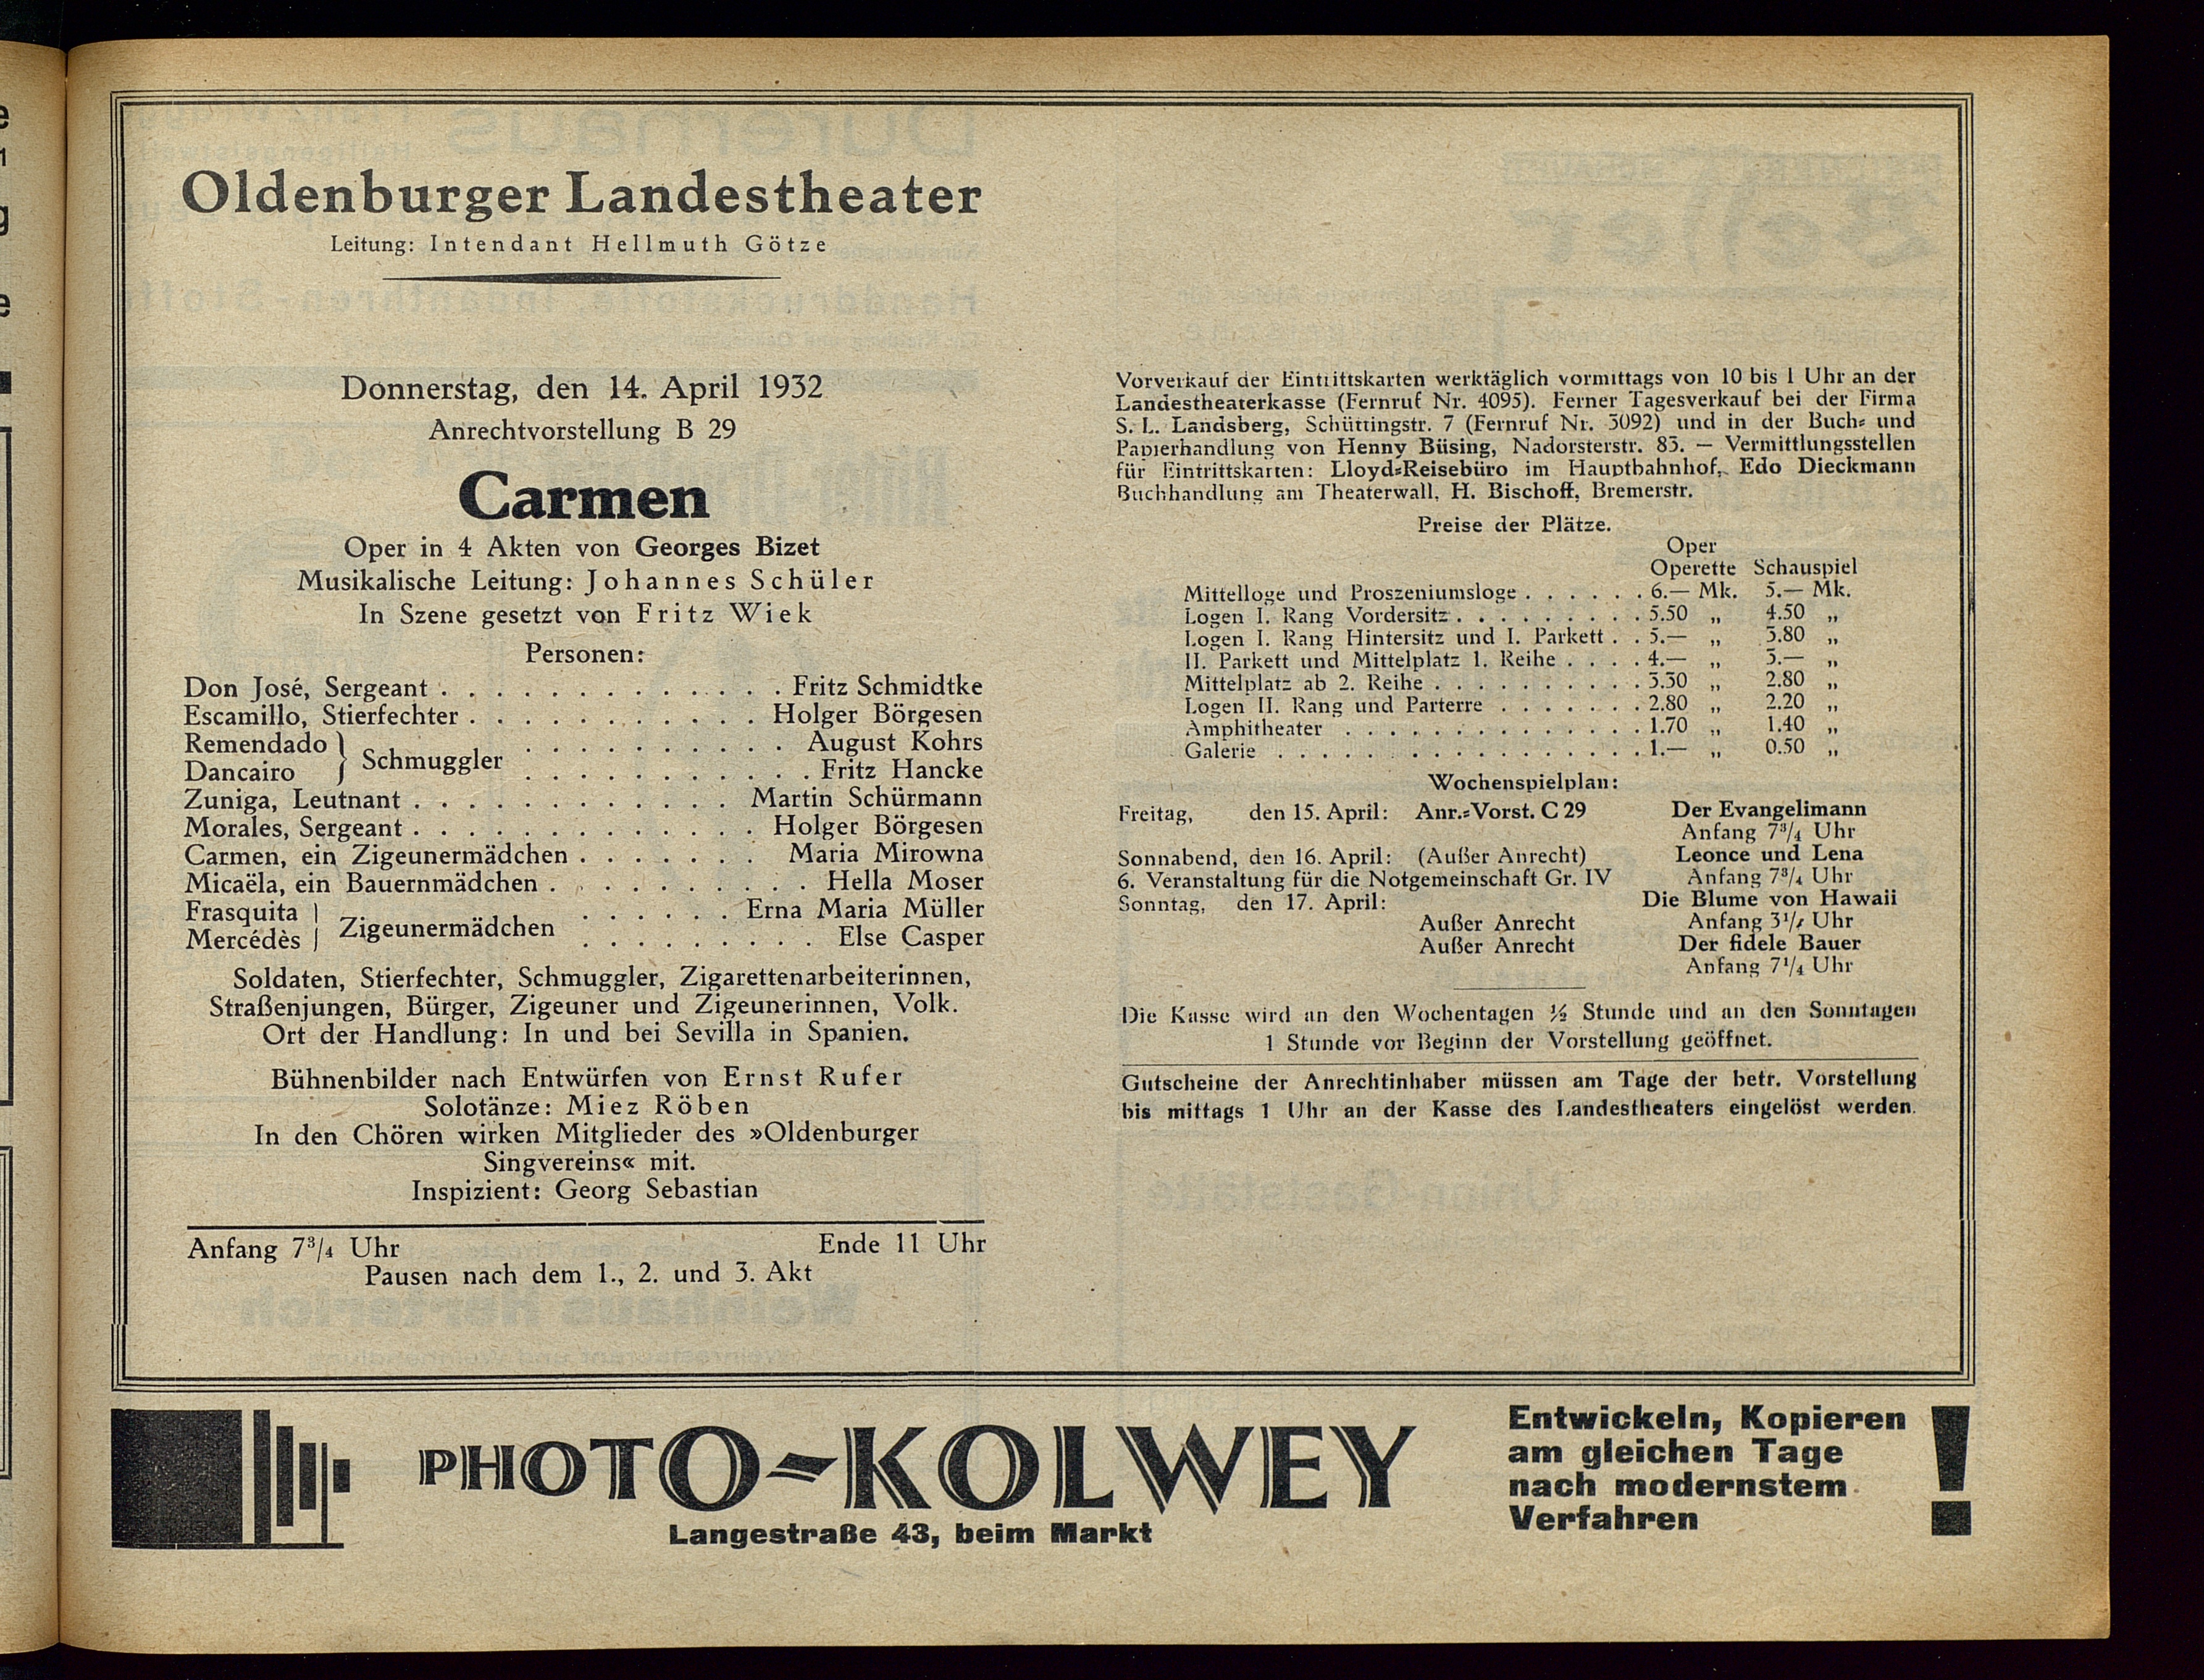 Oldenburger Landestheater
Leitung: Intendant Hellmuth Götze
Donnerstag, den 14. April 1932
Anrechtvorstellung B 29
Carmen
Oper in 4 Akten von Georges Bizet
Musikalische Leitung: Johannes Schüler
In Szene gesetzt von Fritz Wiek
Personen:
Don José, Sergeant . . . . . . . . . . . . . Fritz Schmidtke
Escamillo, Stierfechter . . . . . . . . . . . Holger Börgesen
Remendado } Schmuggler . . . . . . . . . . August Kohrs
Dancairo . . . . . . . . . . . Fritz Hancke
Zuniga, Leutnant . . . . . . . . . . . . Martin Schürmann
Morales, Sergeant . . . . . . . . . . . . . Holger Börgesen
Carmen, ein Zigeunermädchen . . . . . . . Maria Mirowna
Micaëla, ein Bauernmädchen . . . . . . . . . . Hella Moser
Frasquita } Zigeunermädchen . . . . . . Erna Maria Müller
Mercédès . . . . . . . . . Else Casper
Soldaten, Stierfechter, Schmuggler, Zigarettenarbeiterinnen,
Straßenjungen, Bürger, Zigeuner und Zigeunerinnen, Volk.
Ort der Handlung: In und bei Sevilla in Spanien.
Bühnenbilder nach Entwürfen von Ernst Rufer
Solotänze: Miez Röben
In den Chören wirken Mitglieder des »Oldenburger
Singvereins« mit.
Inspizient: Georg Sebastian
Anfang 7³/₄ Uhr Ende 11 Uhr
Pausen nach dem 1., 2. und 3. Akt
Vorverkauf der Eintrittskarten werktäglich vormittags von 10 bis 1 Uhr an der
Landestheaterkasse (Fernruf Nr. 4095). Ferner Tagesverkauf bei der Firma
S. L. Landsberg, Schüttingstr. 7 (Fernruf Nr. 3092) und in der Buch= und
Papierhandlung von Henny Büsing, Nadorsterstr. 83. — Vermittlungsstellen
für Eintrittskarten: Lloyd=Reisebüro im Hauptbahnhof, Edo Dieckmann
Buchhandlung am Theaterwall, H. Bischoff, Bremerstr.
Preise der Plätze.
Oper
Operette Schauspiel
Mittelloge und Proszeniumsloge . . . . . . 6.— Mk. 5.— Mk.
Logen I. Rang Vordersitz . . . . . . . . . 5.50 „ 4.50 „
Logen I. Rang Hintersitz und I. Parkett . . 5.— „ 3.80 „
II. Parkett und Mittelplatz 1. Reihe . . . . 4.— „ 3.— „
Mittelplatz ab 2. Reihe . . . . . . . . . . 3.30 „ 2.80 „
Logen II. Rang und Parterre . . . . . . . 2.80 „ 2.20 „
Amphitheater . . . . . . . . . . . . . . 1.70 „ 1.40 „
Galerie . . . . . . . . . . . . . . . . . 1.— „ 0.50 „
Wochenspielplan:
Freitag, den 15. April: Anr.=Vorst. C 29 Der Evangelimann
Anfang 7³/₄ Uhr
Sonnabend, den 16. April: (Außer Anrecht) Leonce und Lena
6. Veranstaltung für die Notgemeinschaft Gr. IV Anfang 7³/₄ Uhr
Sonntag, den 17. April: Die Blume von Hawaii
Außer Anrecht Anfang 3¹/₂ Uhr
Außer Anrecht Der fidele Bauer
Anfang 7¹/₄ Uhr
Die Kasse wird an den Wochentagen ½ Stunde und an den Sonntagen
1 Stunde vor Beginn der Vorstellung geöffnet.
Gutscheine der Anrechtinhaber müssen am Tage der betr. Vorstellung
bis mittags 1 Uhr an der Kasse des Landestheaters eingelöst werden.
PHOTO-KOLWEY
Langestraße 43, beim Markt
Entwickeln, Kopieren
am gleichen Tage
nach modernstem
Verfahren
!